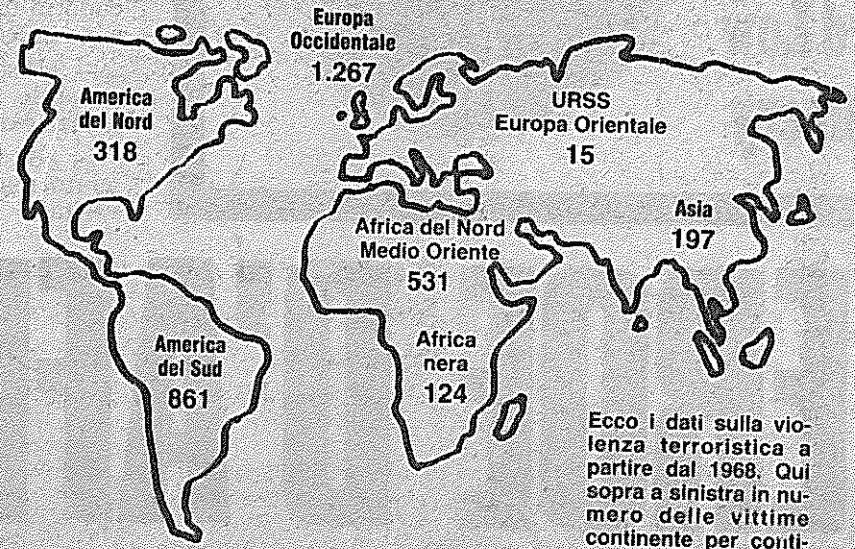 Europa
Occidentale
1.267
America
del Nord
318
URSS
Europa Orientale
15
Asia
197
Africa del Nord
Medio Oriente
531
Africa
nera
124
America
del Sud
861
Ecco i dati sulla vio-
lenza terroristica a
partire dal 1968. Qui
sopra a sinistra in nu-
mero delle vittime
continente per conti-